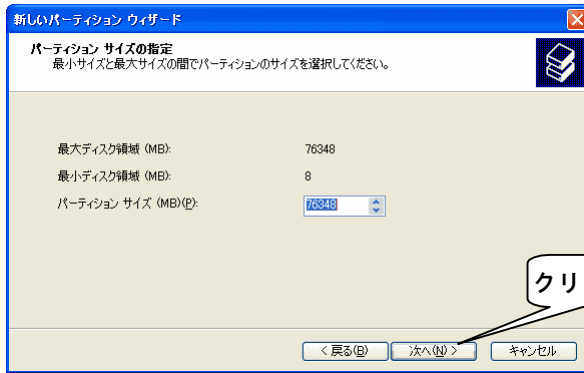 新しいパーティション ウィザード
パーティション サイズの指定
最小サイズと最大サイズの間でパーティションのサイズを選択してください。
最大ディスク領域 (MB): 76348
最小ディスク領域 (MB): 8
パーティション サイズ (MB)(P): 76348
クリ
< 戻る(B) 次へ(N) > キャンセル